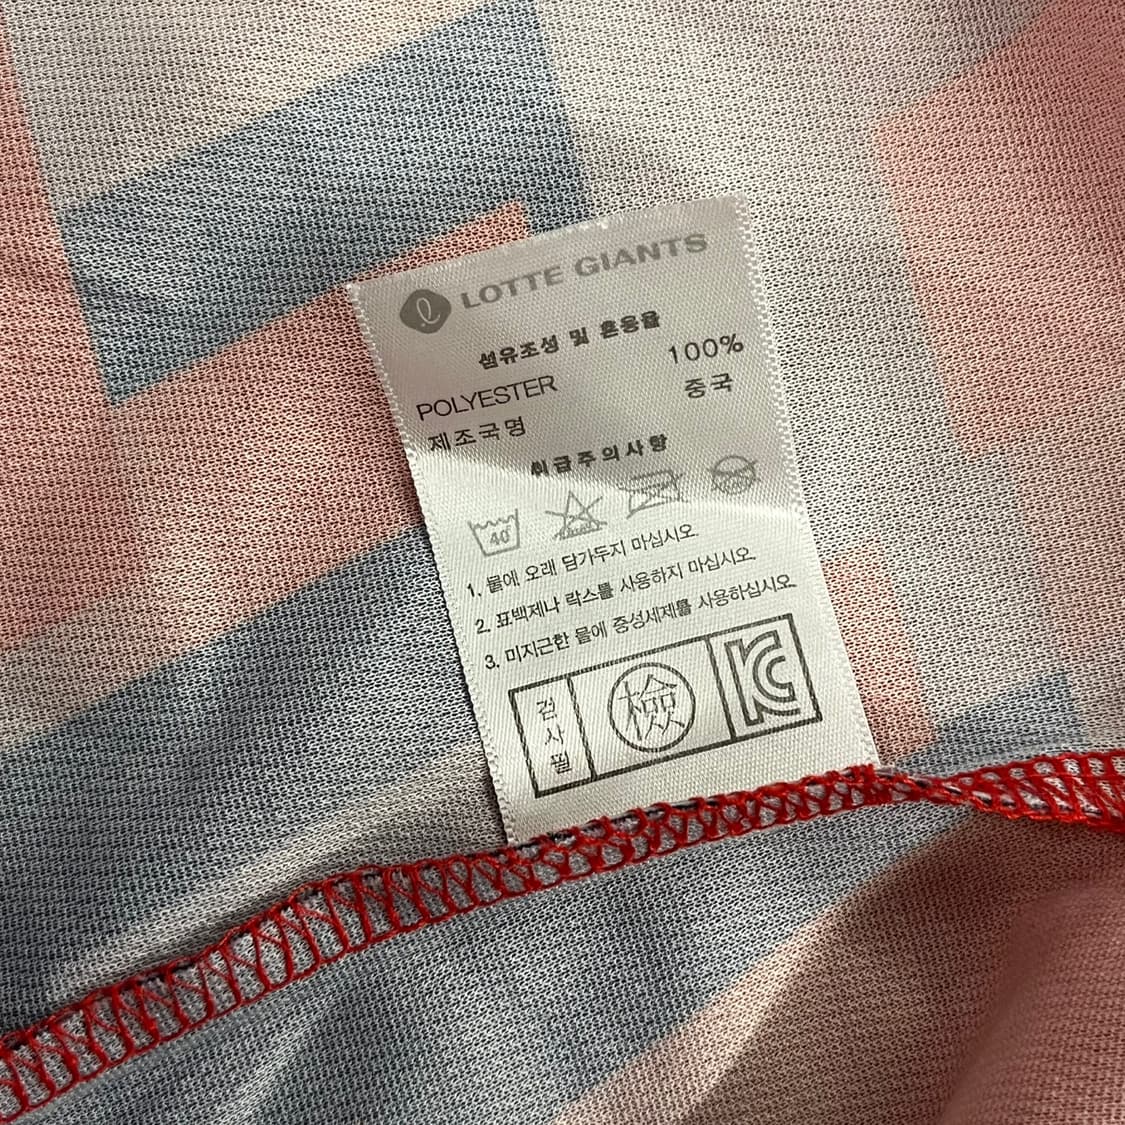 LOTTE GIANTS
섬유조성 및 혼용율
POLYESTER 100%
제조국명 중국
취급주의사항
40°
1. 물에 오래 담가두지 마십시오.
2. 표백제나 락스를 사용하지 마십시오.
3. 미지근한 물에 중성세제를 사용하십시오.
검사필 檢 KC